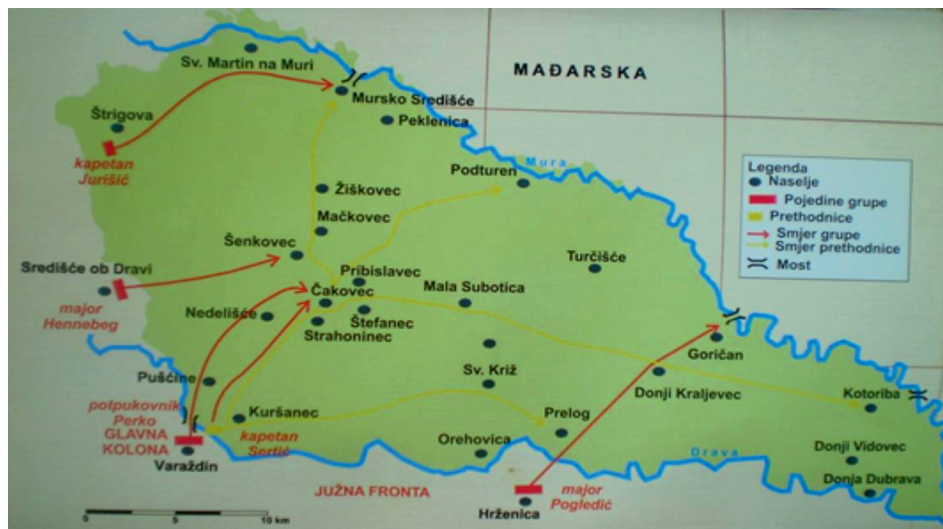 Sv. Martin na Muri
MAĐARSKA
Mursko Središće
Štrigova
Peklenica
kapetan
Jurišić
Mura
Podturen
Legenda
Naselje
Pojedine grupe
Prethodnice
Smjer grupe
Smjer prethodnice
Most
Žiškovec
Mačkovec
Šenkovec
Turčišće
Središće ob Dravi
Pribislavec
Čakovec
Mala Subotica
major
Hennebeg
Nedelišće
Štefanec
Strahoninec
Goričan
Sv. Križ
Donji Kraljevec
Pušćine
Kotoriba
potpukovnik
Perko
GLAVNA
KOLONA
Kuršanec
kapetan
Sertić
Prelog
Orehovica
Donji Vidovec
Varaždin
Drava
Donja Dubrava
JUŽNA FRONTA
major
Pogledić
Hrženica
0 5 10 km